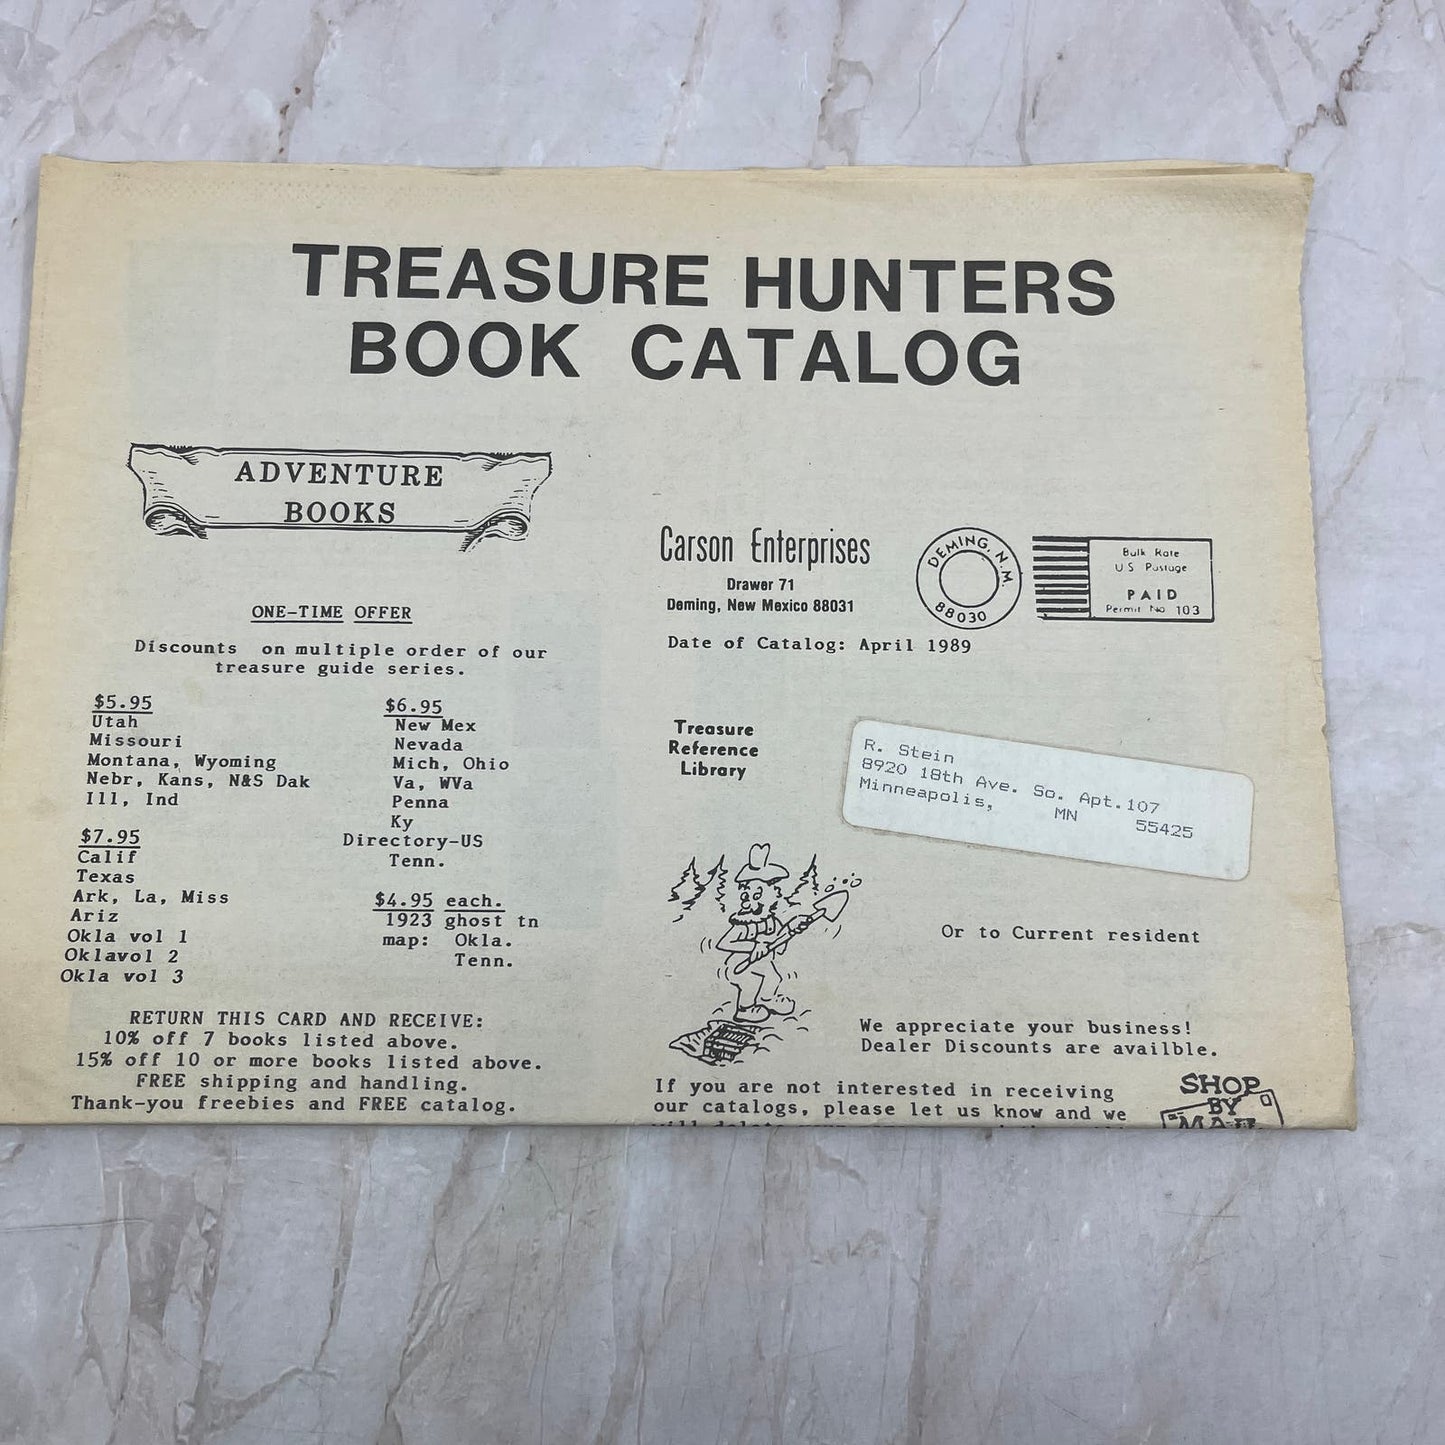 TREASURE HUNTERS
BOOK CATALOG
ADVENTURE
BOOKS
ONE-TIME OFFER
Discounts on multiple order of our
treasure guide series.
$5.95
Utah
Missouri
Montana, Wyoming
Nebr, Kans, N&S Dak
Ill, Ind
$7.95
Calif
Texas
Ark, La, Miss
Ariz
Okla vol 1
Oklavol 2
Okla vol 3
$6.95
New Mex
Nevada
Mich, Ohio
Va, WVa
Penna
Ky
Directory-US
Tenn.
$4.95 each.
1923 ghost tn
map: Okla.
Tenn.
RETURN THIS CARD AND RECEIVE:
10% off 7 books listed above.
15% off 10 or more books listed above.
FREE shipping and handling.
Thank-you freebies and FREE catalog.
Carson Enterprises
Drawer 71
Deming, New Mexico 88031
DEMING, N.M.
88030
Bulk Rate
US Postage
PAID
Permit No 103
Date of Catalog: April 1989
Treasure
Reference
Library
R. Stein
8920 18th Ave. So. Apt.107
Minneapolis, MN 55425
Or to Current resident
We appreciate your business!
Dealer Discounts are availble.
If you are not interested in receiving
our catalogs, please let us know and we
will delete your
SHOP
BY
MAIL